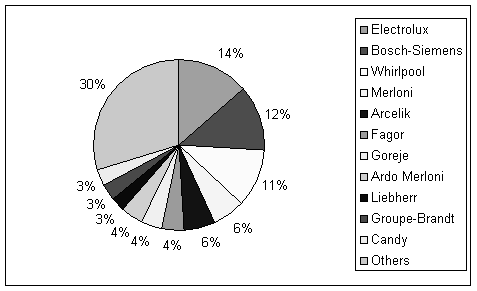 14%
12%
11%
6%
6%
4%
4%
4%
3%
3%
3%
30%
Electrolux
Bosch-Siemens
Whirlpool
Merloni
Arcelik
Fagor
Goreje
Ardo Merloni
Liebherr
Groupe-Brandt
Candy
Others